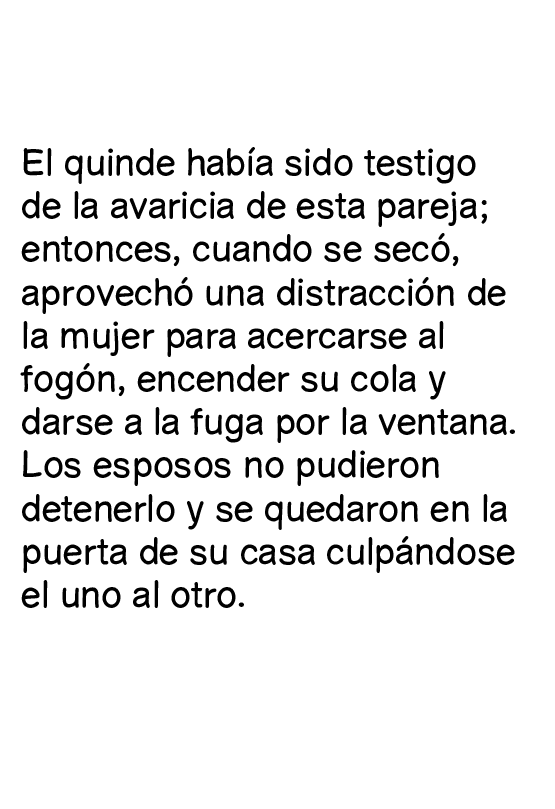 El quinde había sido testigo
de la avaricia de esta pareja;
entonces, cuando se secó,
aprovechó una distracción de
la mujer para acercarse al
fogón, encender su cola y
darse a la fuga por la ventana.
Los esposos no pudieron
detenerlo y se quedaron en la
puerta de su casa culpándose
el uno al otro.